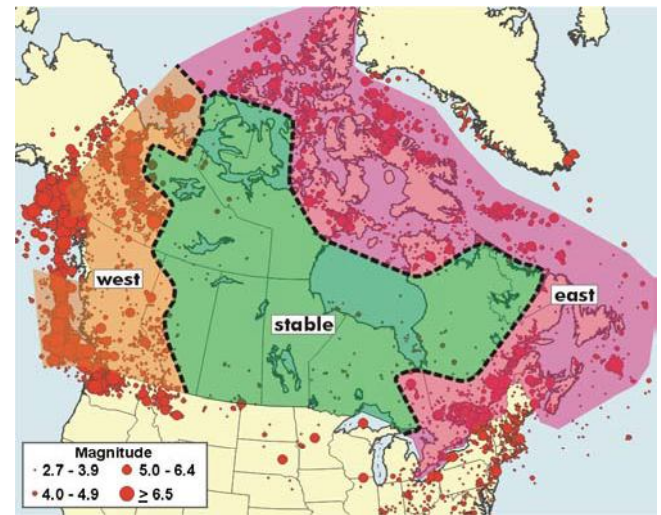 west
stable
east
Magnitude
2.7 - 3.9 5.0 - 6.4
4.0 - 4.9 ≥ 6.5